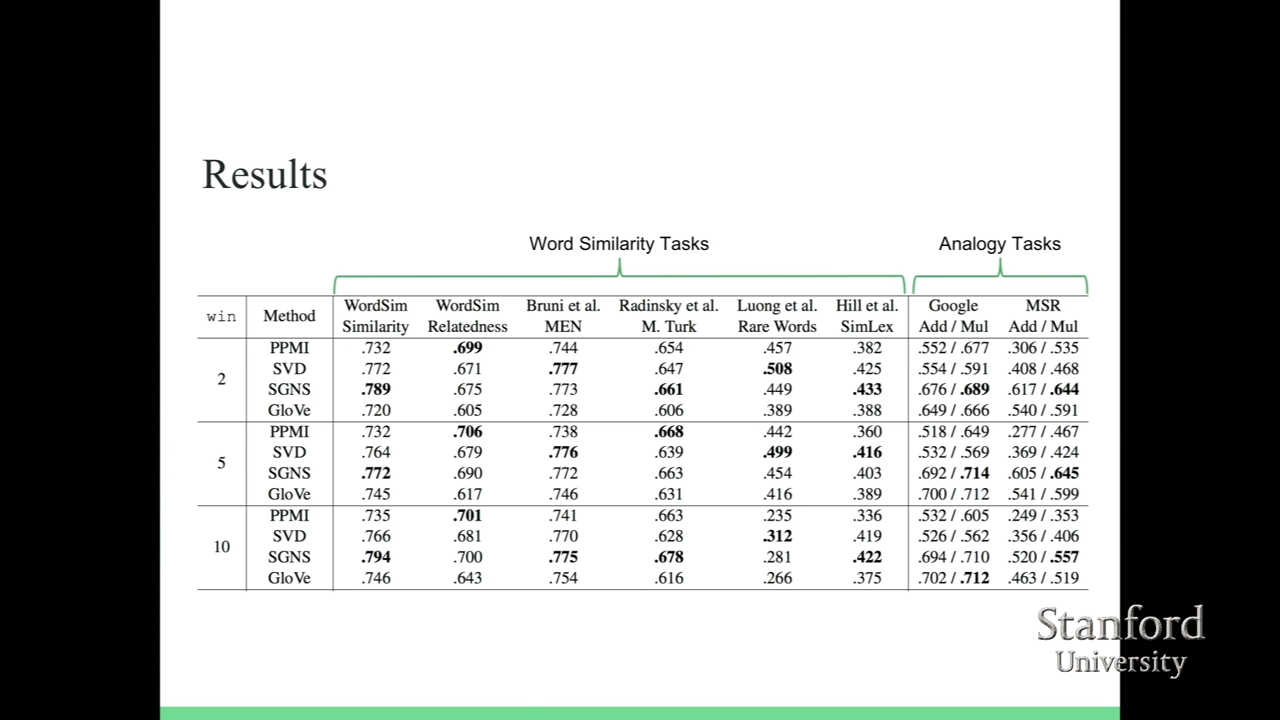 Results
Word Similarity Tasks Analogy Tasks
win Method WordSim Similarity WordSim Relatedness Bruni et al. MEN Radinsky et al. M. Turk Luong et al. Rare Words Hill et al. SimLex Google Add / Mul MSR Add / Mul
2
PPMI .732 .699 .744 .654 .457 .382 .552 / .677 .306 / .535
SVD .772 .671 .777 .647 .508 .425 .554 / .591 .408 / .468
SGNS .789 .675 .773 .661 .449 .433 .676 / .689 .617 / .644
GloVe .720 .605 .728 .606 .389 .388 .649 / .666 .540 / .591
5
PPMI .732 .706 .738 .668 .442 .360 .518 / .649 .277 / .467
SVD .764 .679 .776 .639 .499 .416 .532 / .569 .369 / .424
SGNS .772 .690 .772 .663 .454 .403 .692 / .714 .605 / .645
GloVe .745 .617 .746 .631 .416 .389 .700 / .712 .541 / .599
10
PPMI .735 .701 .741 .663 .235 .336 .532 / .605 .249 / .353
SVD .766 .681 .770 .628 .312 .419 .526 / .562 .356 / .406
SGNS .794 .700 .775 .678 .281 .422 .694 / .710 .520 / .557
GloVe .746 .643 .754 .616 .266 .375 .702 / .712 .463 / .519
Stanford
University